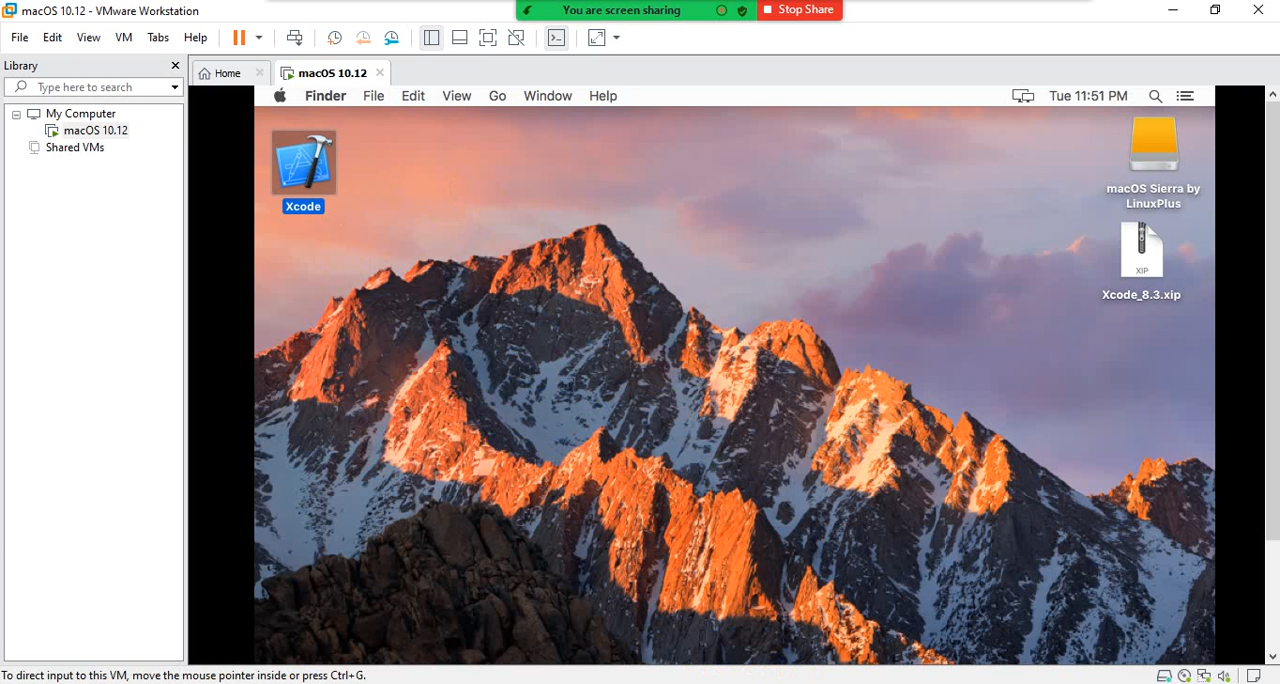 macOS 10.12 - VMware Workstation
You are screen sharing
Stop Share
File Edit View VM Tabs Help
Library
Type here to search
My Computer
macOS 10.12
Shared VMs
Home
macOS 10.12
Finder File Edit View Go Window Help
Tue 11:51 PM
Xcode
macOS Sierra by
LinuxPlus
XIP
Xcode_8.3.xip
To direct input to this VM, move the mouse pointer inside or press Ctrl+G.